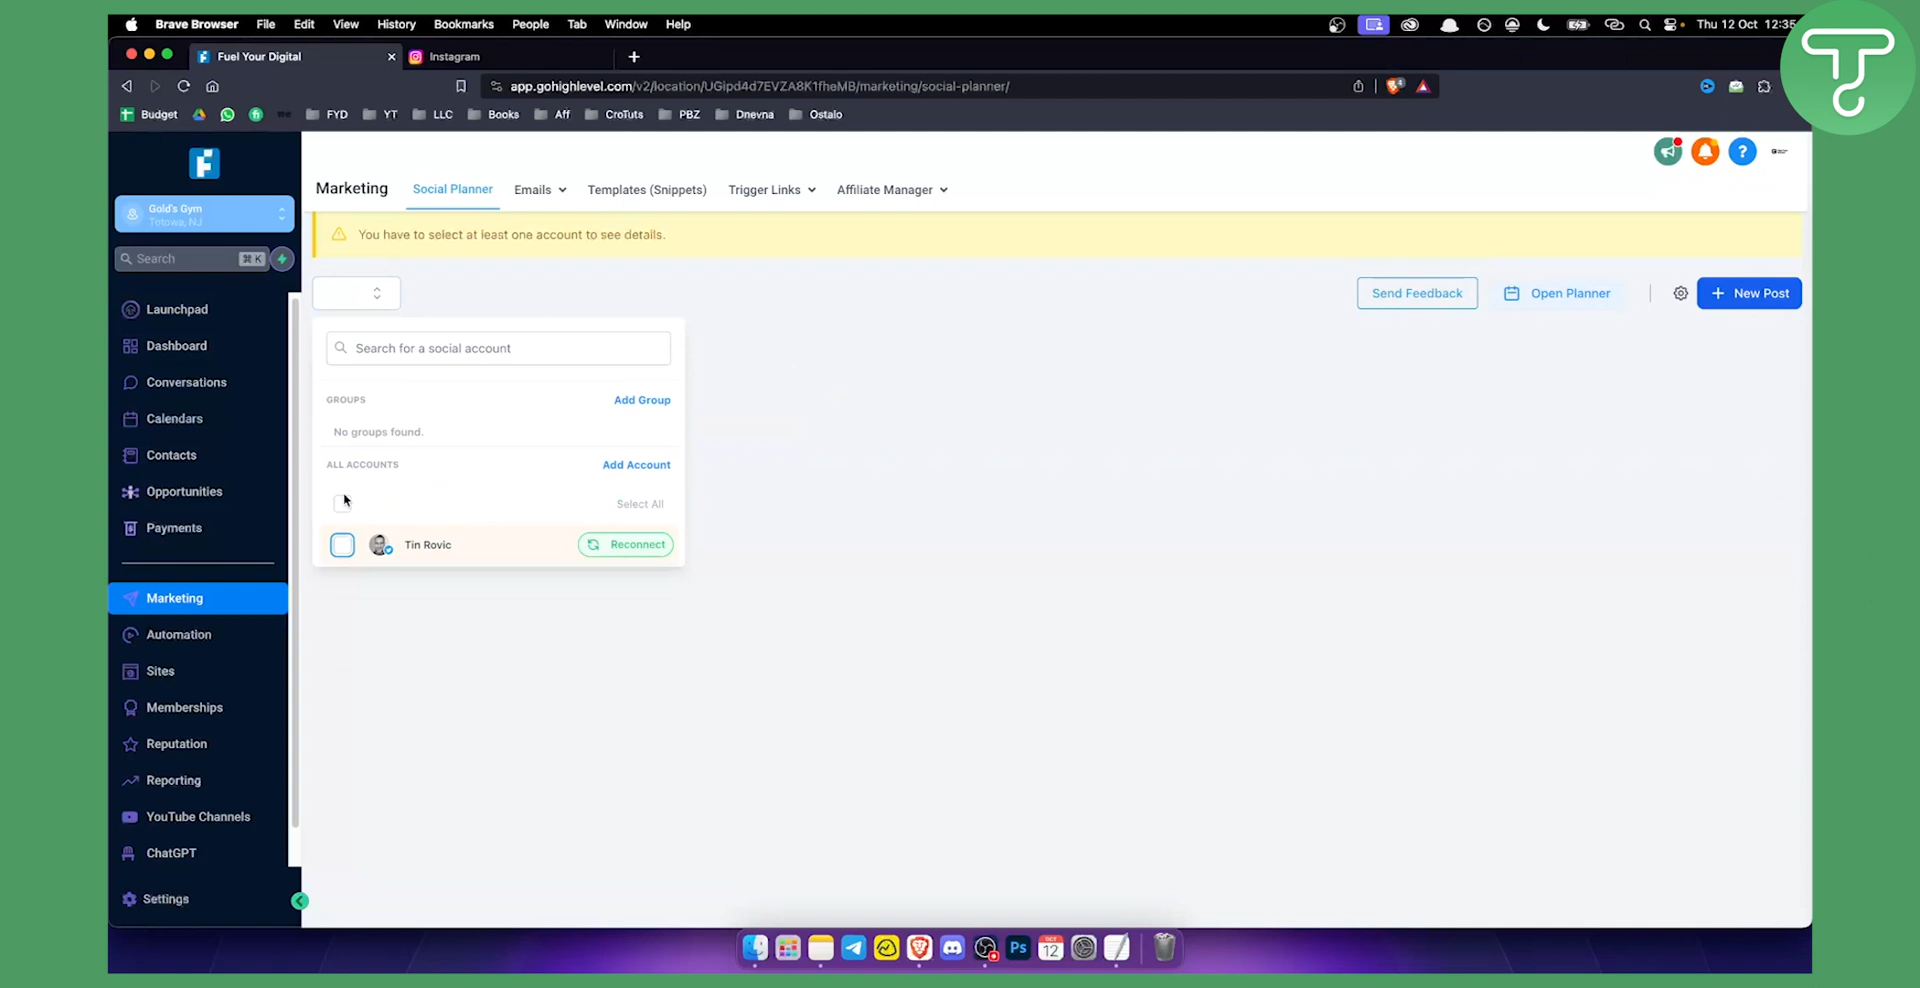 Brave Browser File Edit View History Bookmarks People Tab Window Help Thu 12 Oct 12:35
Fuel Your Digital Instagram
app.gohighlevel.com/v2/location/UGipd4d7EVZA8K1fheMB/marketing/social-planner/
Budget FYD YT LLC Books Aff CroTuts PBZ Dnevna Ostalo
Marketing Social Planner Emails Templates (Snippets) Trigger Links Affiliate Manager
Gold's Gym
Totowa, NJ
You have to select at least one account to see details.
Search ⌘ K
Send Feedback Open Planner + New Post
Launchpad
Search for a social account
Dashboard
Conversations
GROUPS Add Group
Calendars
No groups found.
Contacts
ALL ACCOUNTS Add Account
Opportunities
Select All
Payments
Tin Rovic Reconnect
Marketing
Automation
Sites
Memberships
Reputation
Reporting
YouTube Channels
ChatGPT
Settings
Ps
OCT
12